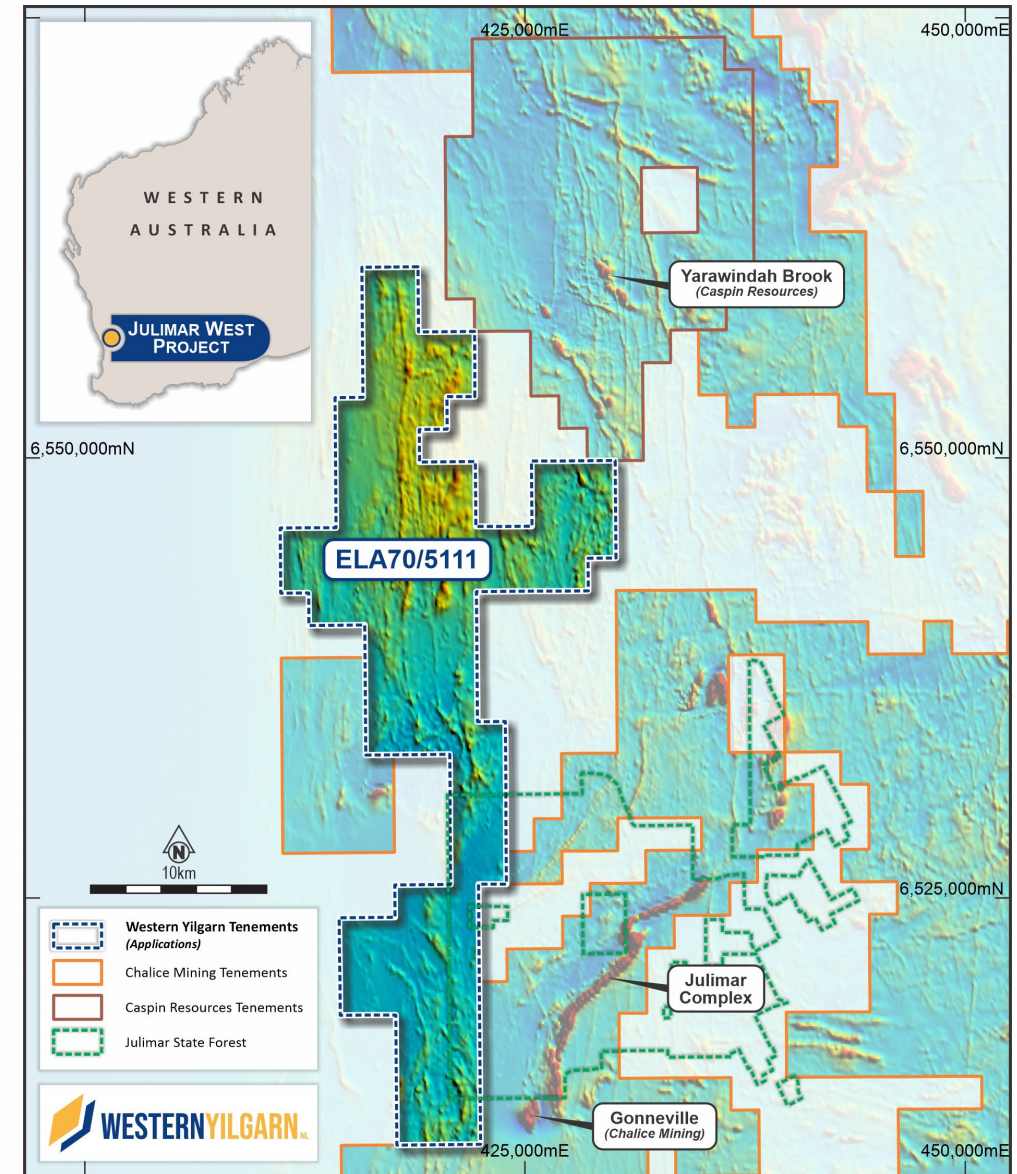 425,000mE
450,000mE
WESTERN
AUSTRALIA
JULIMAR WEST
PROJECT
Yarawindah Brook
(Caspin Resources)
6,550,000mN
6,550,000mN
ELA70/5111
N
10km
6,525,000mN
Western Yilgarn Tenements
(Applications)
Chalice Mining Tenements
Caspin Resources Tenements
Julimar State Forest
Julimar
Complex
WESTERNYILGARN NL
Gonneville
(Chalice Mining)
425,000mE
450,000mE